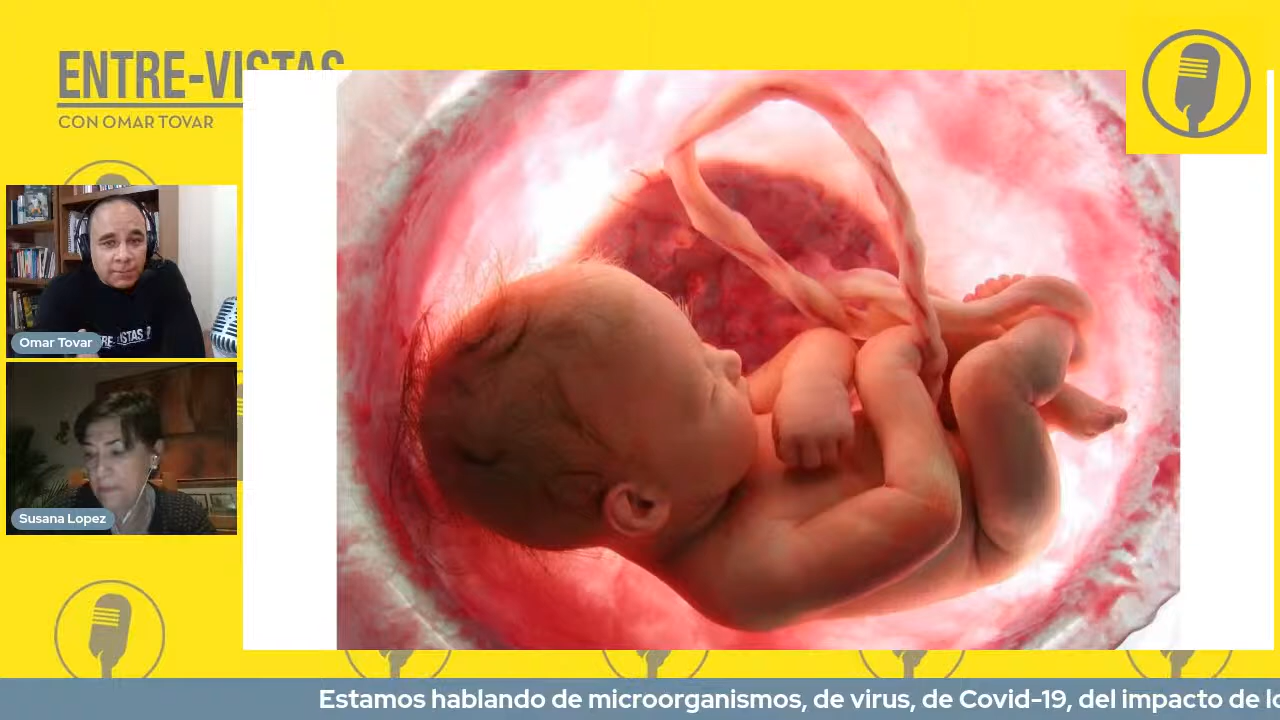 ENTRE-VISTAS
CON OMAR TOVAR
Omar Tovar
Susana Lopez
Estamos hablando de microorganismos, de virus, de Covid-19, del impacto de